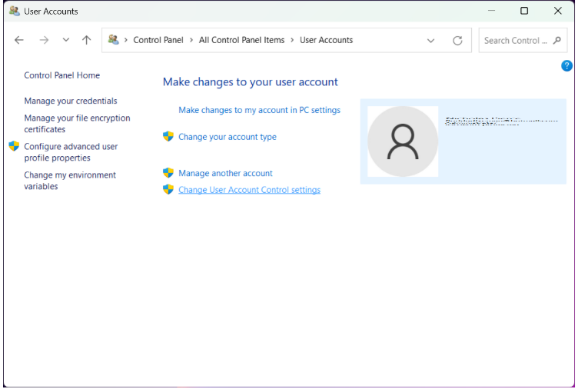 User Accounts
Control Panel > All Control Panel Items > User Accounts
Search Control ...
Control Panel Home
Manage your credentials
Manage your file encryption
certificates
Configure advanced user
profile properties
Change my environment
variables
Make changes to your user account
Make changes to my account in PC settings
Change your account type
Manage another account
Change User Account Control settings